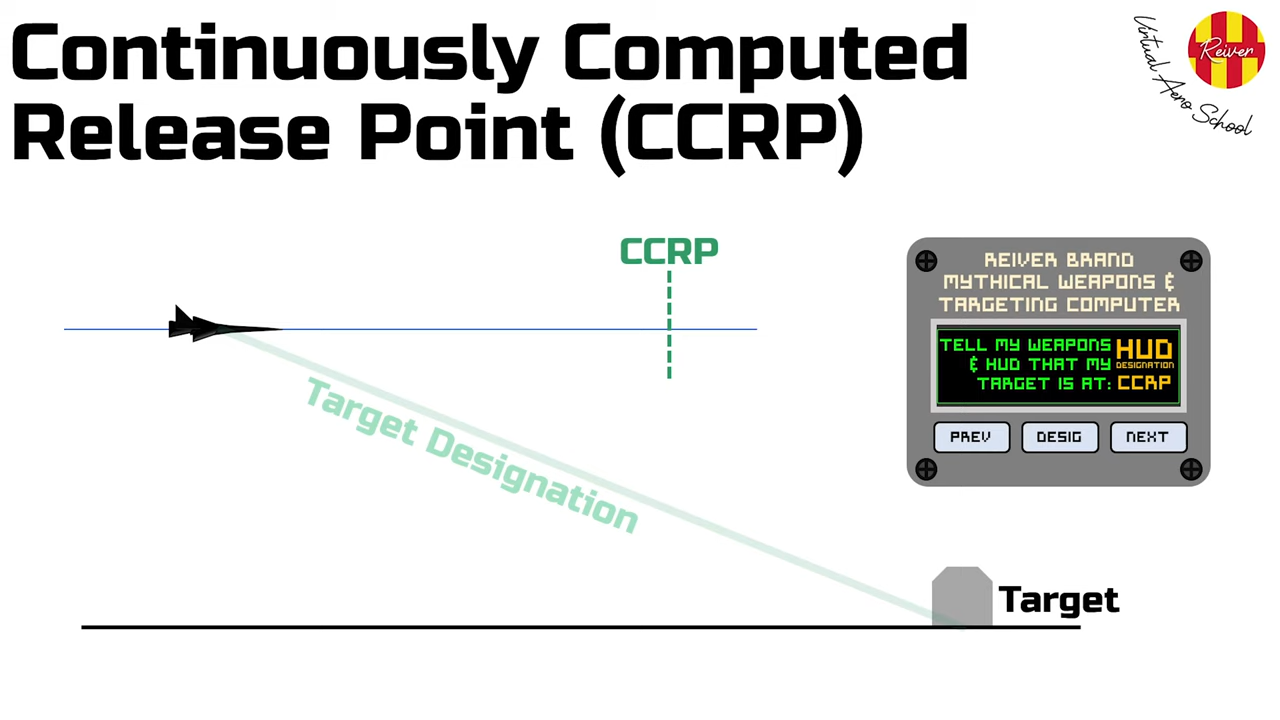 Continuously Computed
Release Point (CCRP)
Virtual Aero School
Reiver
CCRP
Target Designation
REIVER BRAND
MYTHICAL WEAPONS &
TARGETING COMPUTER
TELL MY WEAPONS HUD
& HUD THAT MY DESIGNATION
TARGET IS AT: CCRP
PREV DESIG NEXT
Target